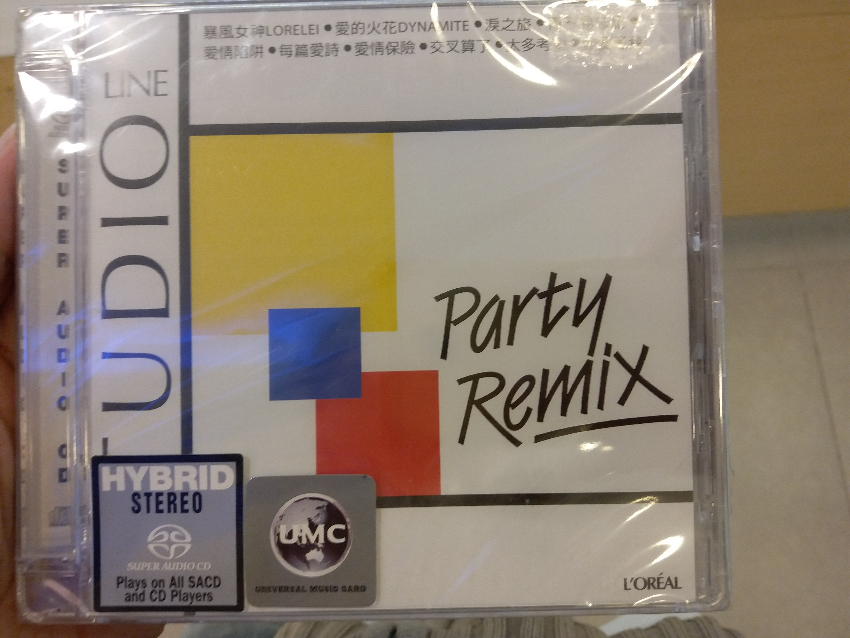 暴風女神LORELEI●愛的火花DYNAMITE●淚之旅●
愛情陷阱●每篇愛詩●愛情保險●交叉算了●太多考
LINE
TUDIO
SUPER AUDIO CD
Party
Remix
HYBRID
STEREO
SUPER AUDIO CD
Plays on All SACD
and CD Players
UMC
UNIVERSAL MUSIC CARD
L'ORÉAL